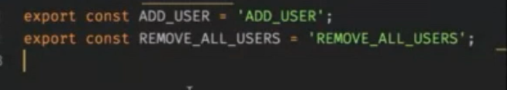 export const ADD_USER = 'ADD_USER';
export const REMOVE_ALL_USERS = 'REMOVE_ALL_USERS';